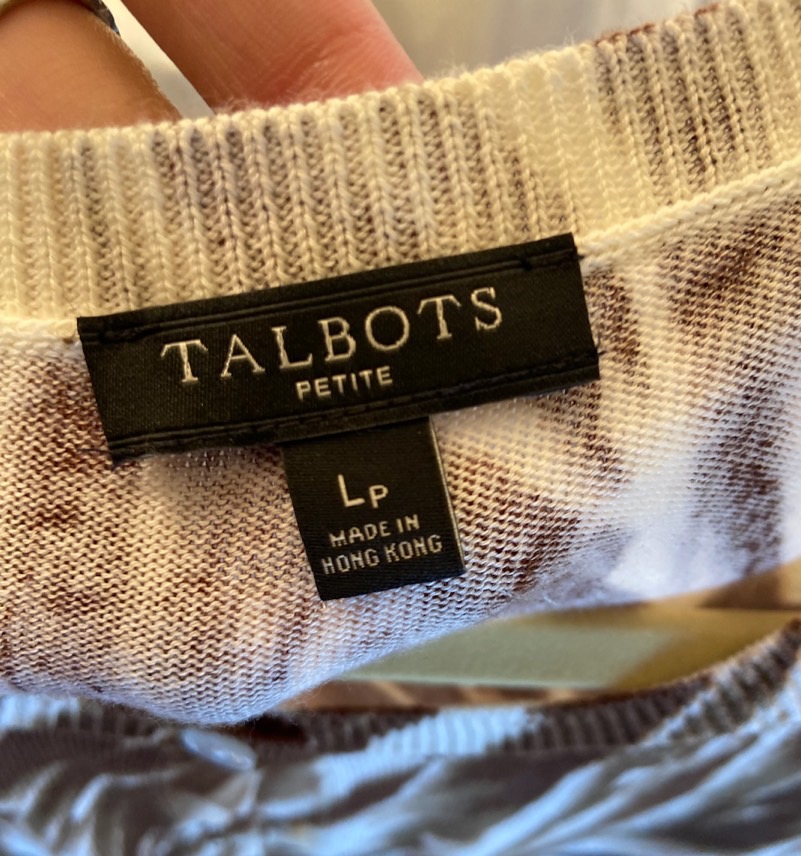 TALBOTS
PETITE
LP
MADE IN
HONG KONG